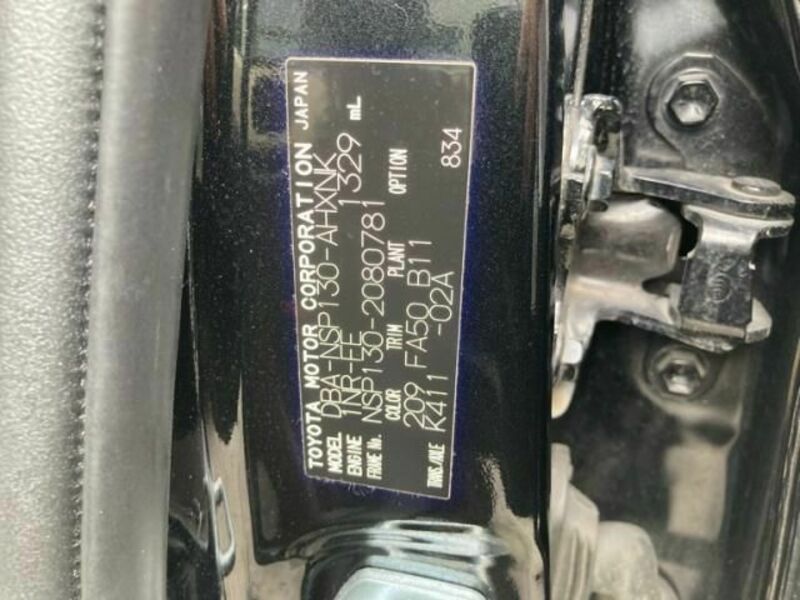 TOYOTA MOTOR CORPORATION JAPAN
MODEL DBA-NSP130-AHXNK
ENGINE 1NR-EE 1329 mL
FRAME No. NSP130-2080781
COLOR TRIM PLANT OPTION
209 FA50 B11 834
TRANS/AXLE K411 -02A